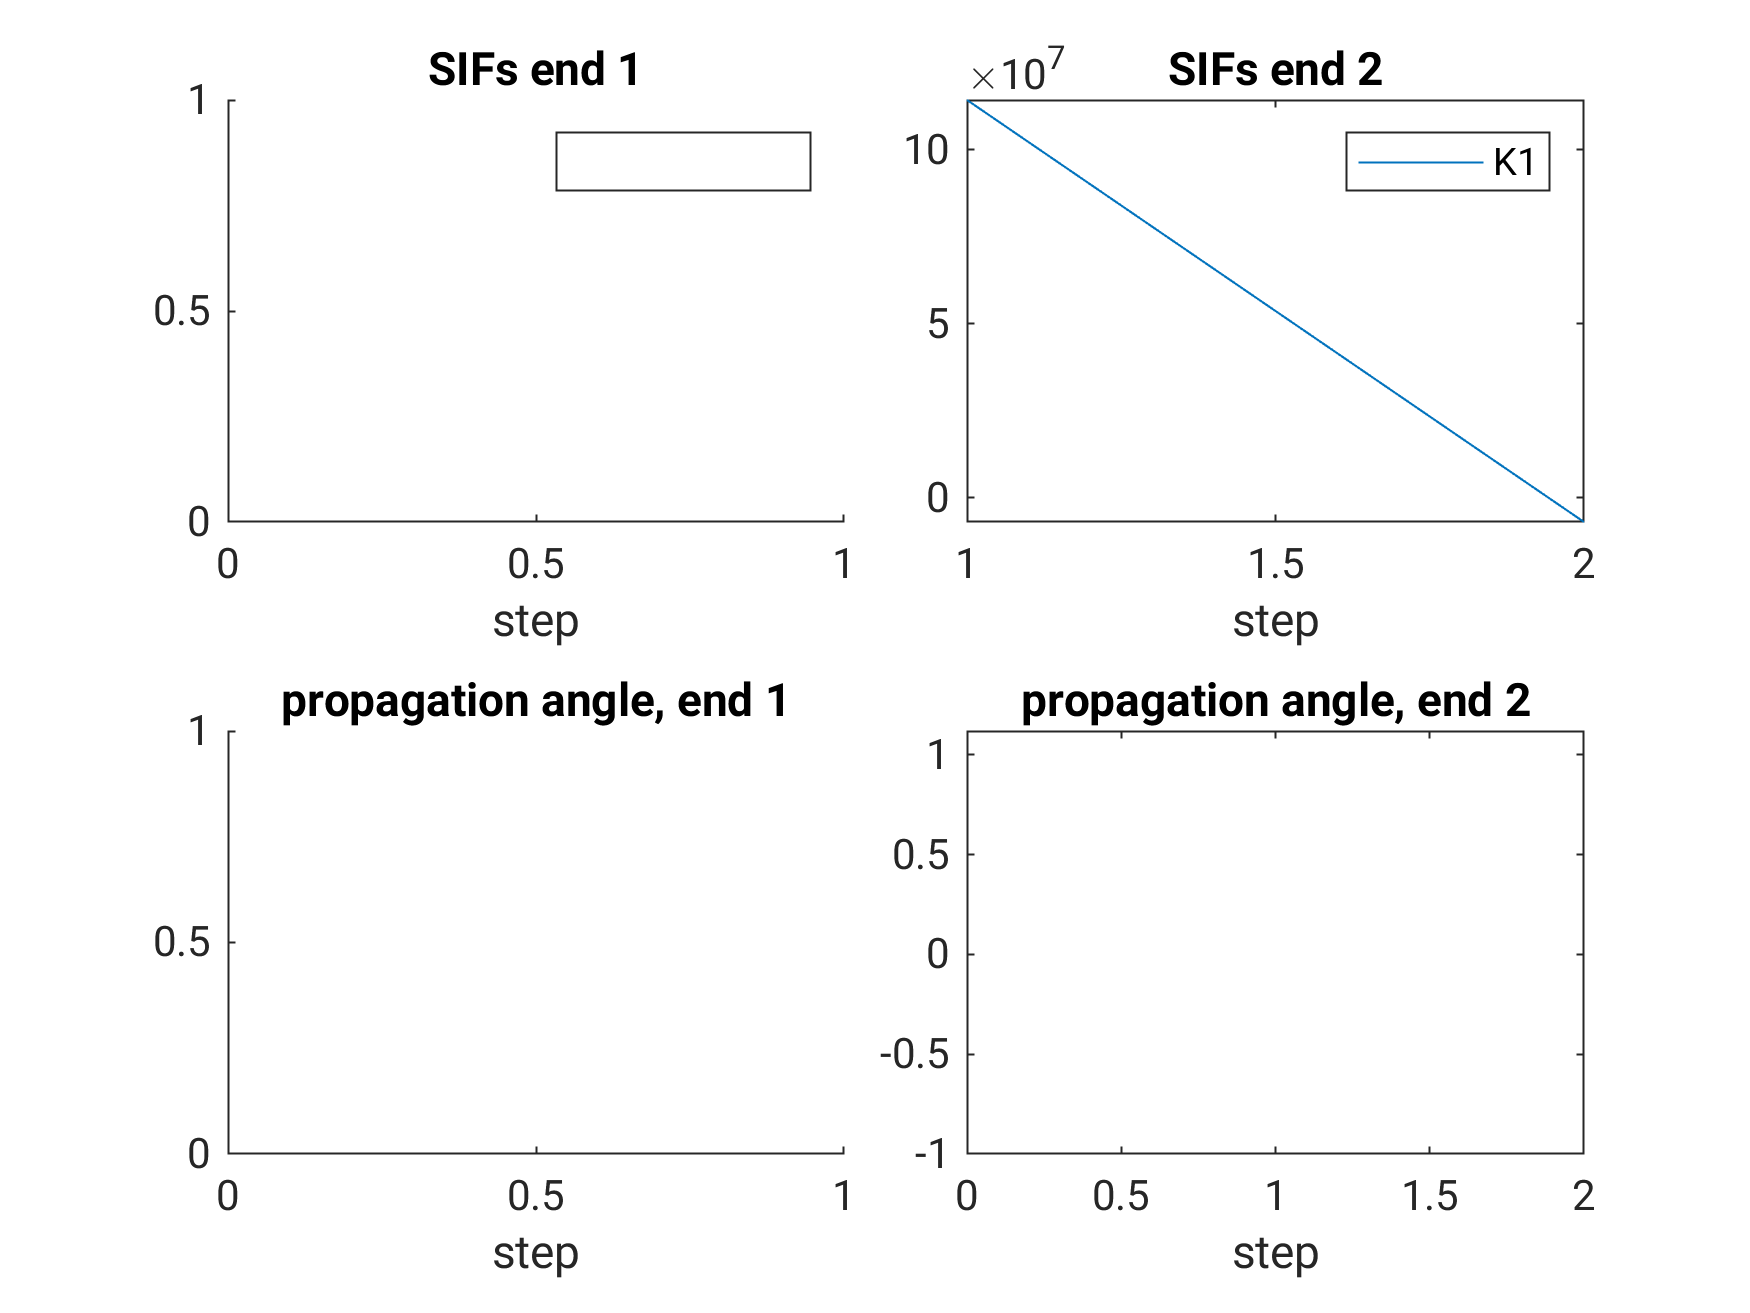 SIFs end 1
1
0.5
0
0 0.5 1
step
SIFs end 2
×10⁷
10
5
0
K1
1 1.5 2
step
propagation angle, end 1
1
0.5
0
0 0.5 1
step
propagation angle, end 2
1
0.5
0
-0.5
-1
0 0.5 1 1.5 2
step